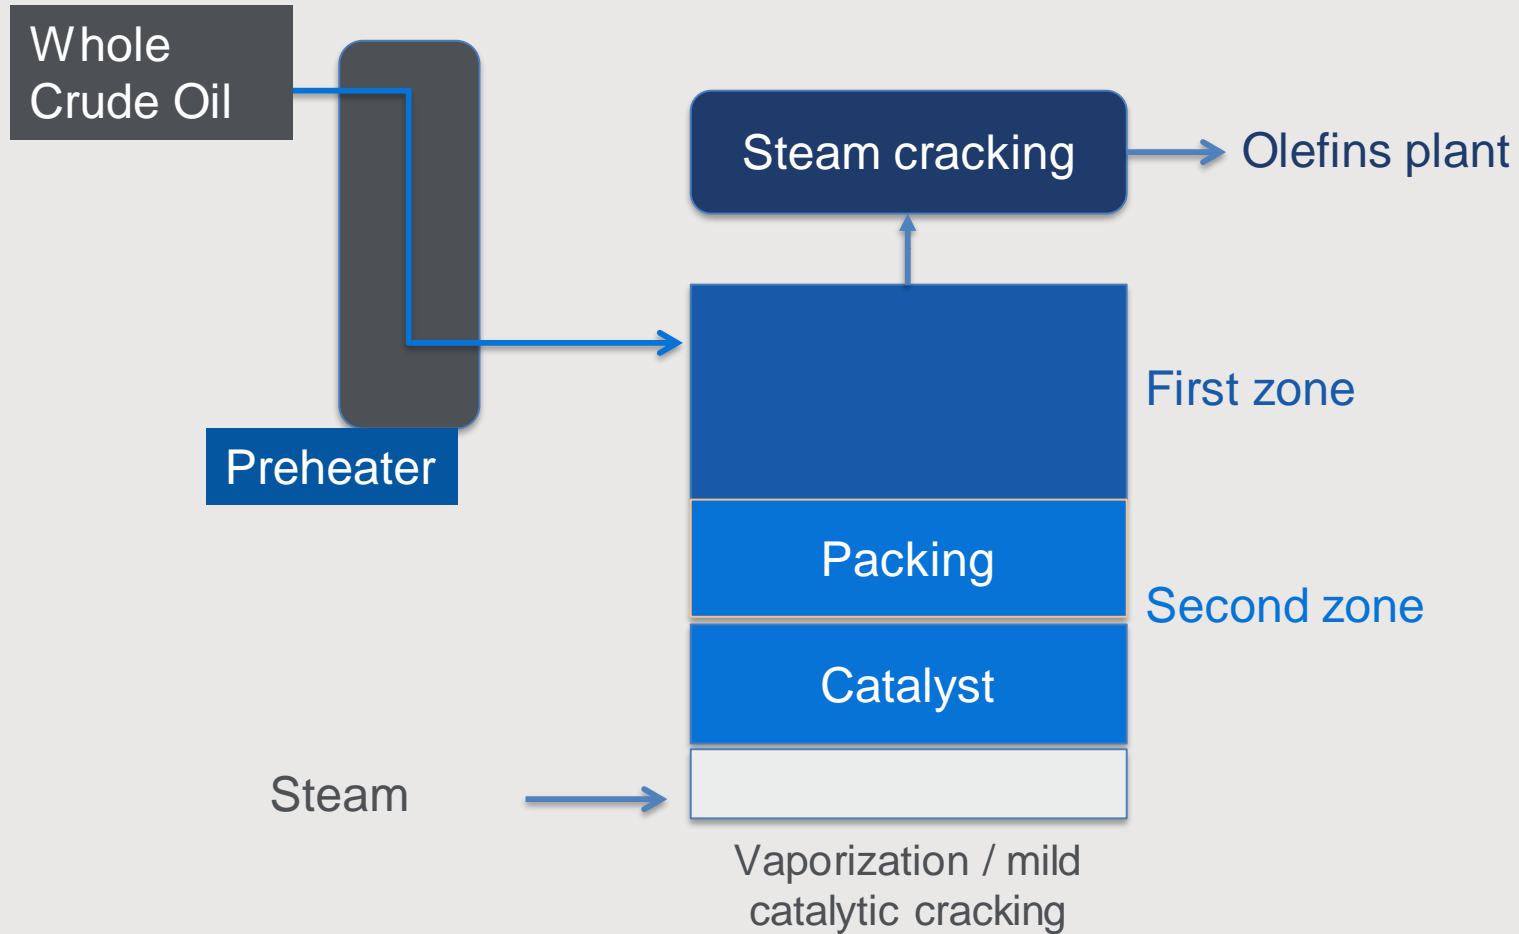 Whole
Crude Oil
Steam cracking
Olefins plant
First zone
Preheater
Packing
Second zone
Catalyst
Steam
Vaporization / mild
catalytic cracking